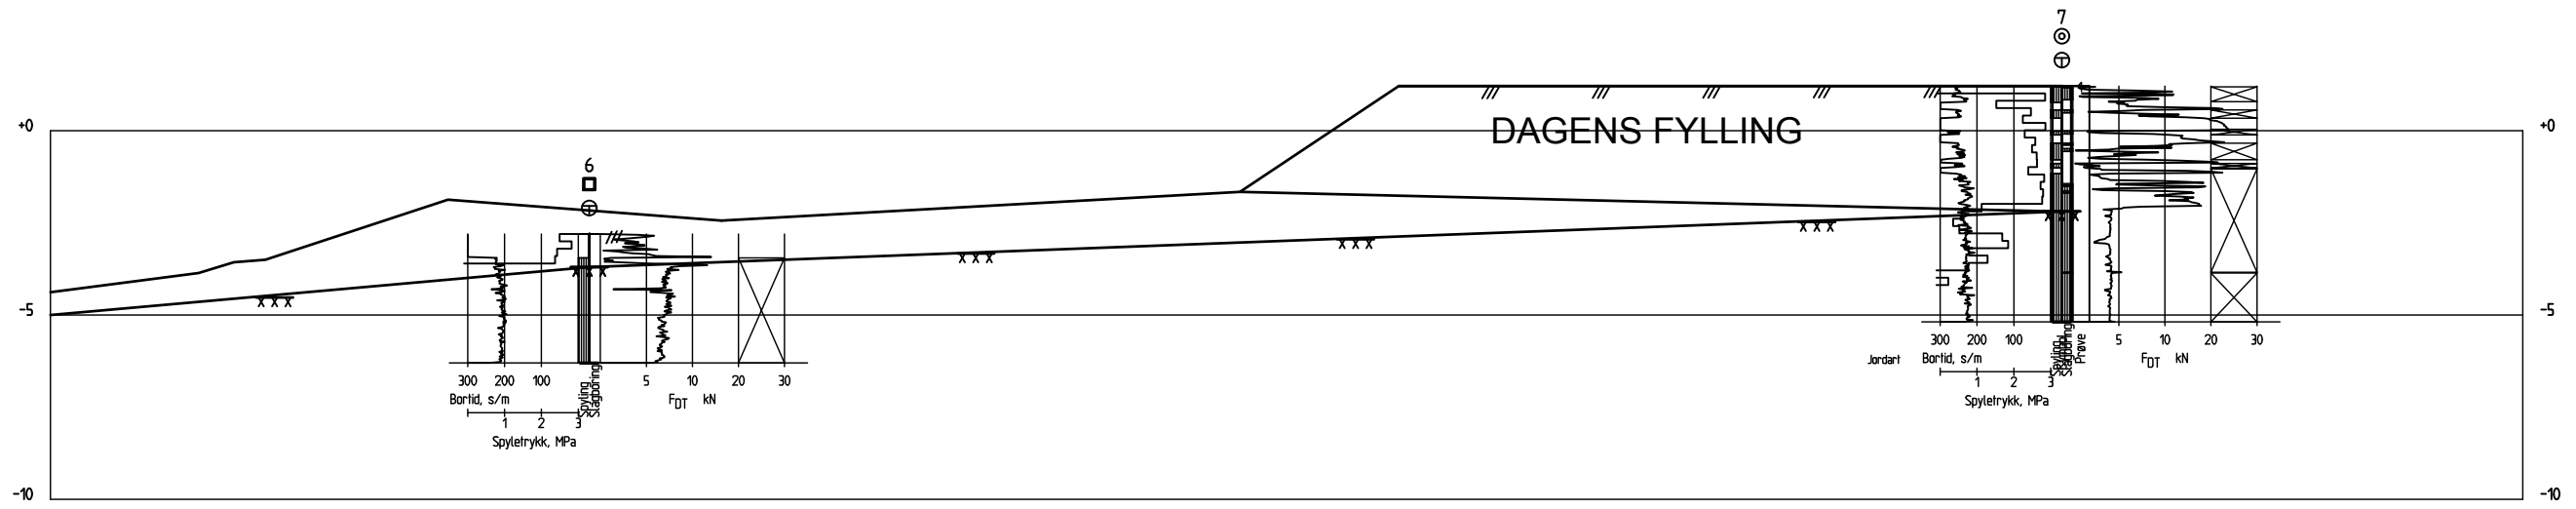 7
+0
+0
DAGENS FYLLING
6
-5
-5
300 200 100 5 10 20 30
Jordart Bortid, s/m Spyling Slagboring Prøve FDT kN
1 2 3
Spyletrykk, MPa
300 200 100 5 10 20 30
Bortid, s/m Spyling Slagboring FDT kN
1 2 3
Spyletrykk, MPa
-10
-10